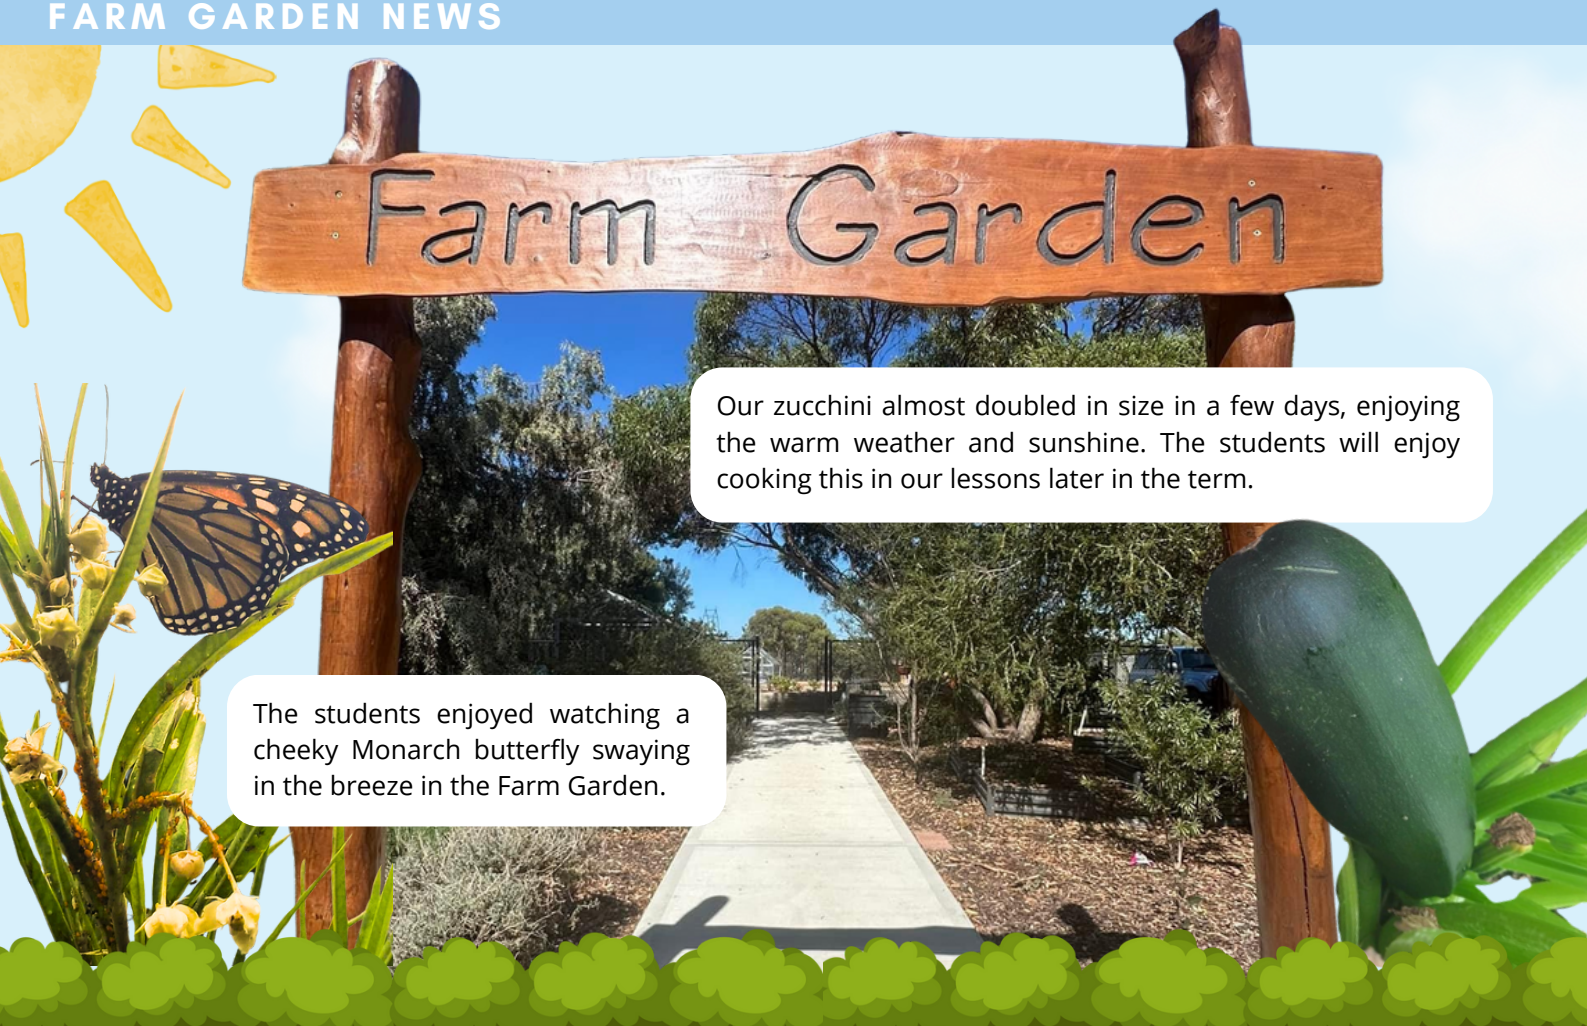 FARM GARDEN NEWS
Farm Garden
Our zucchini almost doubled in size in a few days, enjoying
the warm weather and sunshine. The students will enjoy
cooking this in our lessons later in the term.
The students enjoyed watching a
cheeky Monarch butterfly swaying
in the breeze in the Farm Garden.